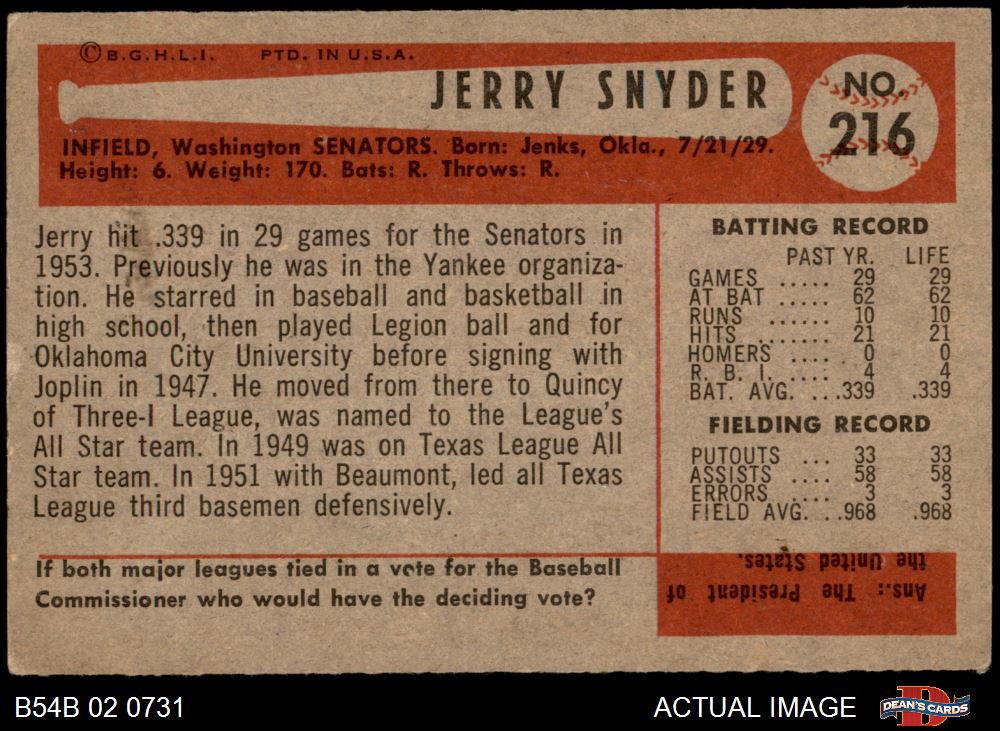 © B.G.H.L.I. PTD. IN U.S.A.
JERRY SNYDER
NO.
216
INFIELD, Washington SENATORS. Born: Jenks, Okla., 7/21/29.
Height: 6. Weight: 170. Bats: R. Throws: R.
Jerry hit .339 in 29 games for the Senators in
1953. Previously he was in the Yankee organiza-
tion. He starred in baseball and basketball in
high school, then played Legion ball and for
Oklahoma City University before signing with
Joplin in 1947. He moved from there to Quincy
of Three-I League, was named to the League's
All Star team. In 1949 was on Texas League All
Star team. In 1951 with Beaumont, led all Texas
League third basemen defensively.
BATTING RECORD
PAST YR. LIFE
GAMES ..... 29 29
AT BAT ..... 62 62
RUNS ...... 10 10
HITS ....... 21 21
HOMERS .... 0 0
R. B. I. ..... 4 4
BAT. AVG. ...339 .339
FIELDING RECORD
PUTOUTS ... 33 33
ASSISTS .... 58 58
ERRORS .... 3 3
FIELD AVG. ..968 .968
If both major leagues tied in a vote for the Baseball
Commissioner who would have the deciding vote?
Ans.: The President of
the United States.
B54B 02 0731
ACTUAL IMAGE
D
DEAN'S CARDS